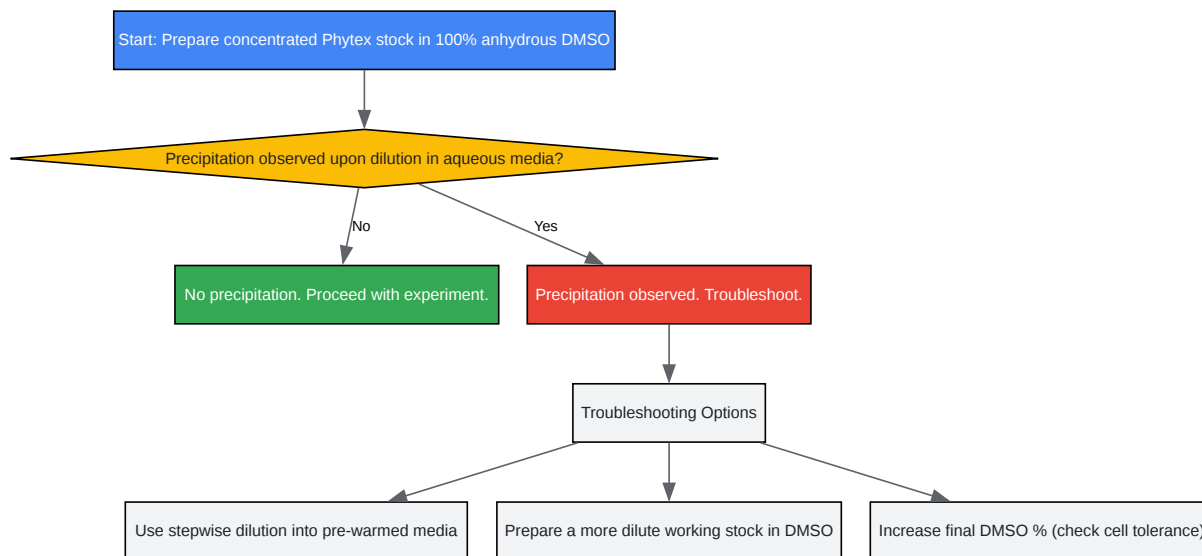 Start: Prepare concentrated Phytex stock in 100% anhydrous DMSO
Precipitation observed upon dilution in aqueous media?
No
Yes
No precipitation. Proceed with experiment.
Precipitation observed. Troubleshoot.
Troubleshooting Options
Use stepwise dilution into pre-warmed media
Prepare a more dilute working stock in DMSO
Increase final DMSO % (check cell tolerance)